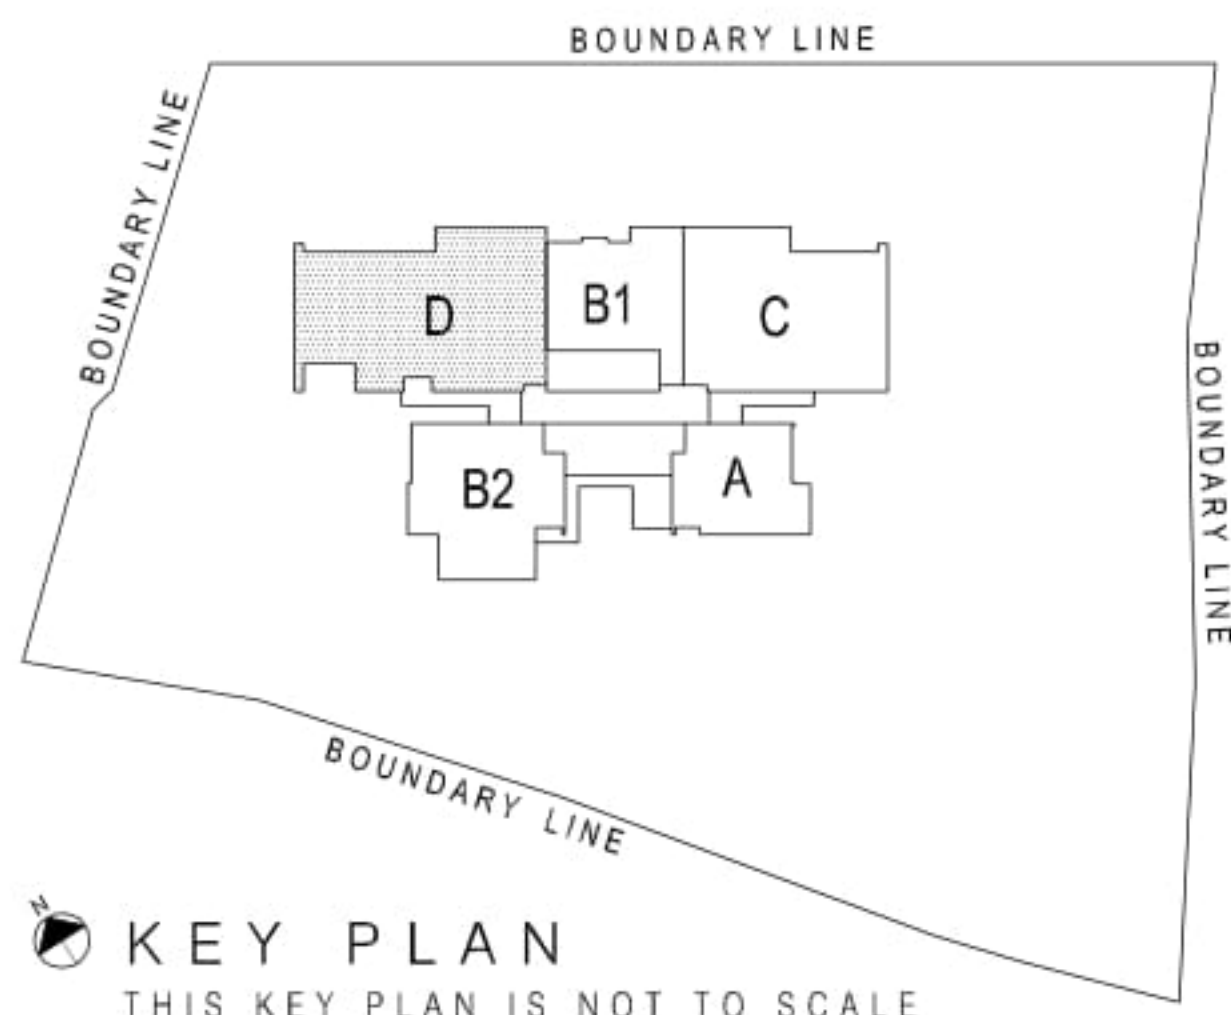 BOUNDARY LINE
BOUNDARY LINE
D
B1
C
BOUNDARY LINE
B2
A
BOUNDARY LINE
N
KEY PLAN
THIS KEY PLAN IS NOT TO SCALE